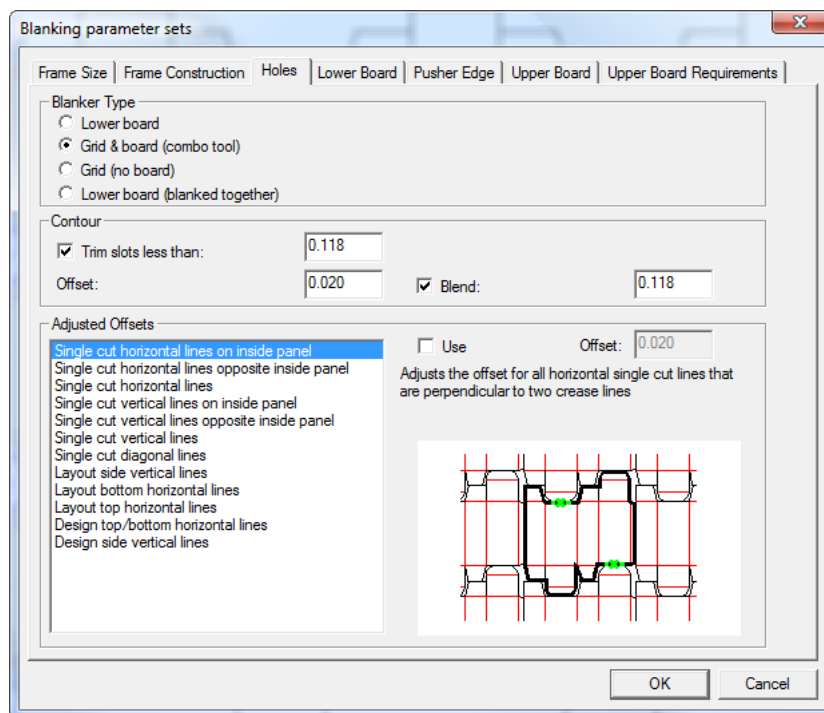 Blanking parameter sets
Frame Size Frame Construction Holes Lower Board Pusher Edge Upper Board Upper Board Requirements
Blanker Type
Lower board
Grid & board (combo tool)
Grid (no board)
Lower board (blanked together)
Contour
Trim slots less than: 0.118
Offset: 0.020 Blend: 0.118
Adjusted Offsets
Single cut horizontal lines on inside panel
Single cut horizontal lines opposite inside panel
Single cut horizontal lines
Single cut vertical lines on inside panel
Single cut vertical lines opposite inside panel
Single cut vertical lines
Single cut diagonal lines
Layout side vertical lines
Layout bottom horizontal lines
Layout top horizontal lines
Design top/bottom horizontal lines
Design side vertical lines
Use Offset: 0.020
Adjusts the offset for all horizontal single cut lines that
are perpendicular to two crease lines
OK Cancel